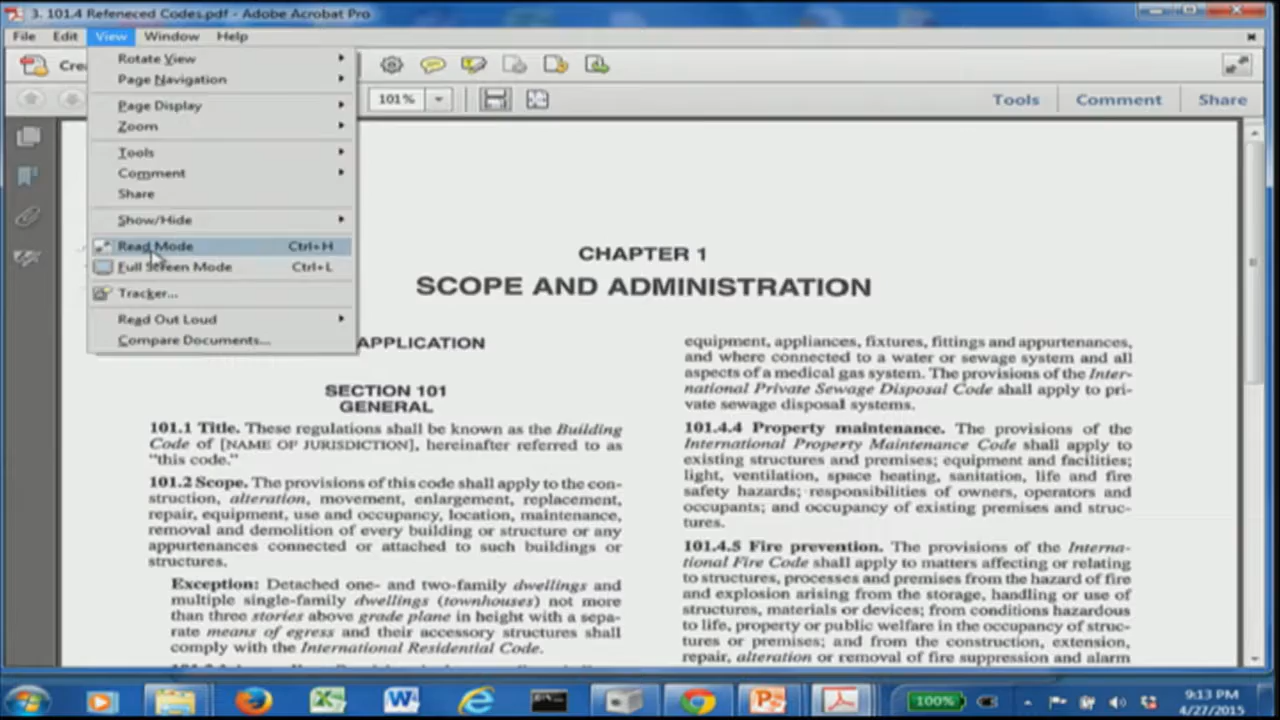 3. 101.4 Refeneced Codes.pdf - Adobe Acrobat Pro
File Edit View Window Help
Cre
101%
Tools Comment Share
Rotate View
Page Navigation
Page Display
Zoom
Tools
Comment
Share
Show/Hide
Read Mode Ctrl+H
Full Screen Mode Ctrl+L
Tracker...
Read Out Loud
Compare Documents...
CHAPTER 1
SCOPE AND ADMINISTRATION
APPLICATION
SECTION 101
GENERAL
101.1 Title. These regulations shall be known as the Building
Code of [NAME OF JURISDICTION], hereinafter referred to as
“this code.”
101.2 Scope. The provisions of this code shall apply to the con-
struction, alteration, movement, enlargement, replacement,
repair, equipment, use and occupancy, location, maintenance,
removal and demolition of every building or structure or any
appurtenances connected or attached to such buildings or
structures.
Exception: Detached one- and two-family dwellings and
multiple single-family dwellings (townhouses) not more
than three stories above grade plane in height with a sepa-
rate means of egress and their accessory structures shall
comply with the International Residential Code.
equipment, appliances, fixtures, fittings and appurtenances,
and where connected to a water or sewage system and all
aspects of a medical gas system. The provisions of the Inter-
national Private Sewage Disposal Code shall apply to pri-
vate sewage disposal systems.
101.4.4 Property maintenance. The provisions of the
International Property Maintenance Code shall apply to
existing structures and premises; equipment and facilities;
light, ventilation, space heating, sanitation, life and fire
safety hazards; responsibilities of owners, operators and
occupants; and occupancy of existing premises and struc-
tures.
101.4.5 Fire prevention. The provisions of the Interna-
tional Fire Code shall apply to matters affecting or relating
to structures, processes and premises from the hazard of fire
and explosion arising from the storage, handling or use of
structures, materials or devices; from conditions hazardous
to life, property or public welfare in the occupancy of struc-
tures or premises; and from the construction, extension,
repair, alteration or removal of fire suppression and alarm
100%
9:13 PM
4/27/2015